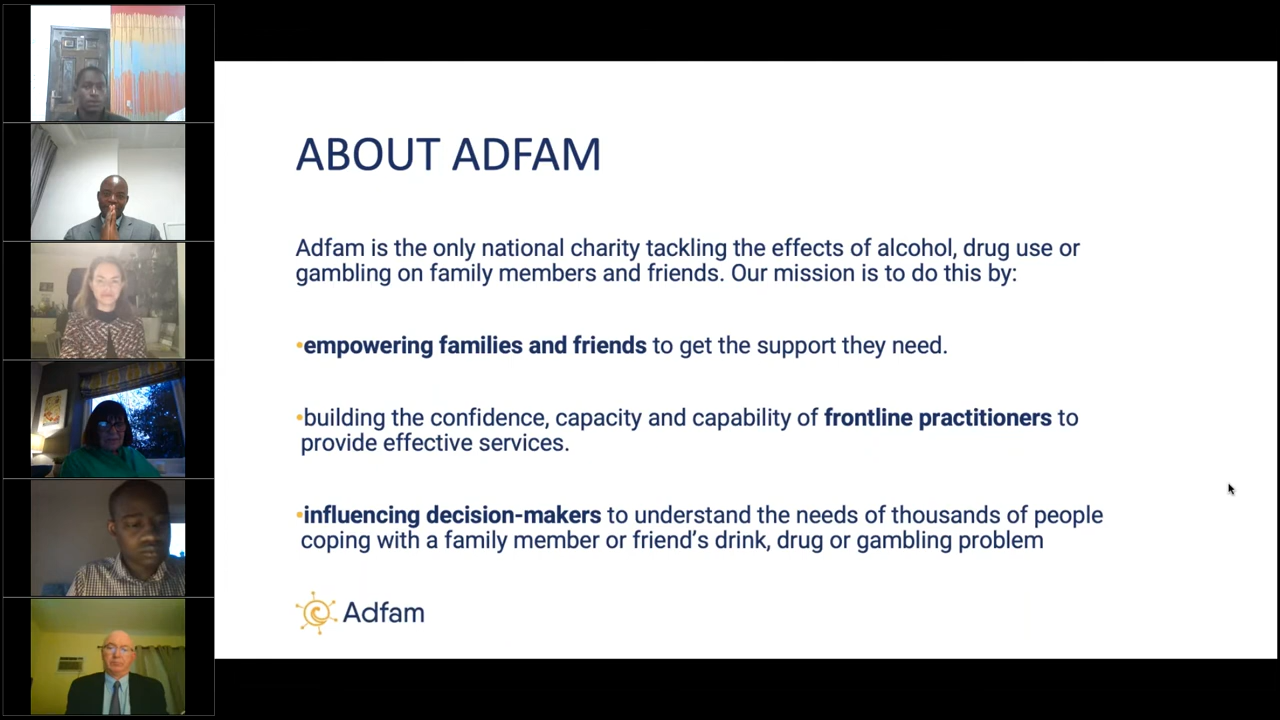 ABOUT ADFAM
Adfam is the only national charity tackling the effects of alcohol, drug use or
gambling on family members and friends. Our mission is to do this by:
•empowering families and friends to get the support they need.
•building the confidence, capacity and capability of frontline practitioners to
provide effective services.
•influencing decision-makers to understand the needs of thousands of people
coping with a family member or friend’s drink, drug or gambling problem
Adfam